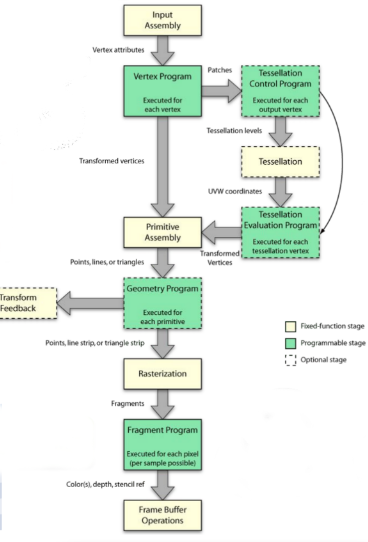 Input
Assembly
Vertex attributes
Vertex Program
Executed for
each vertex
Patches
Tessellation
Control Program
Executed for each
output vertex
Tessellation levels
Tessellation
UVW coordinates
Tessellation
Evaluation Program
Executed for each
tessellation vertex
Transformed
Vertices
Transformed vertices
Primitive
Assembly
Points, lines, or triangles
Geometry Program
Executed for
each primitive
Transform
Feedback
Points, line strip, or triangle strip
Rasterization
Fragments
Fragment Program
Executed for each pixel
(per sample possible)
Color(s), depth, stencil ref
Frame Buffer
Operations
Fixed-function stage
Programmable stage
Optional stage